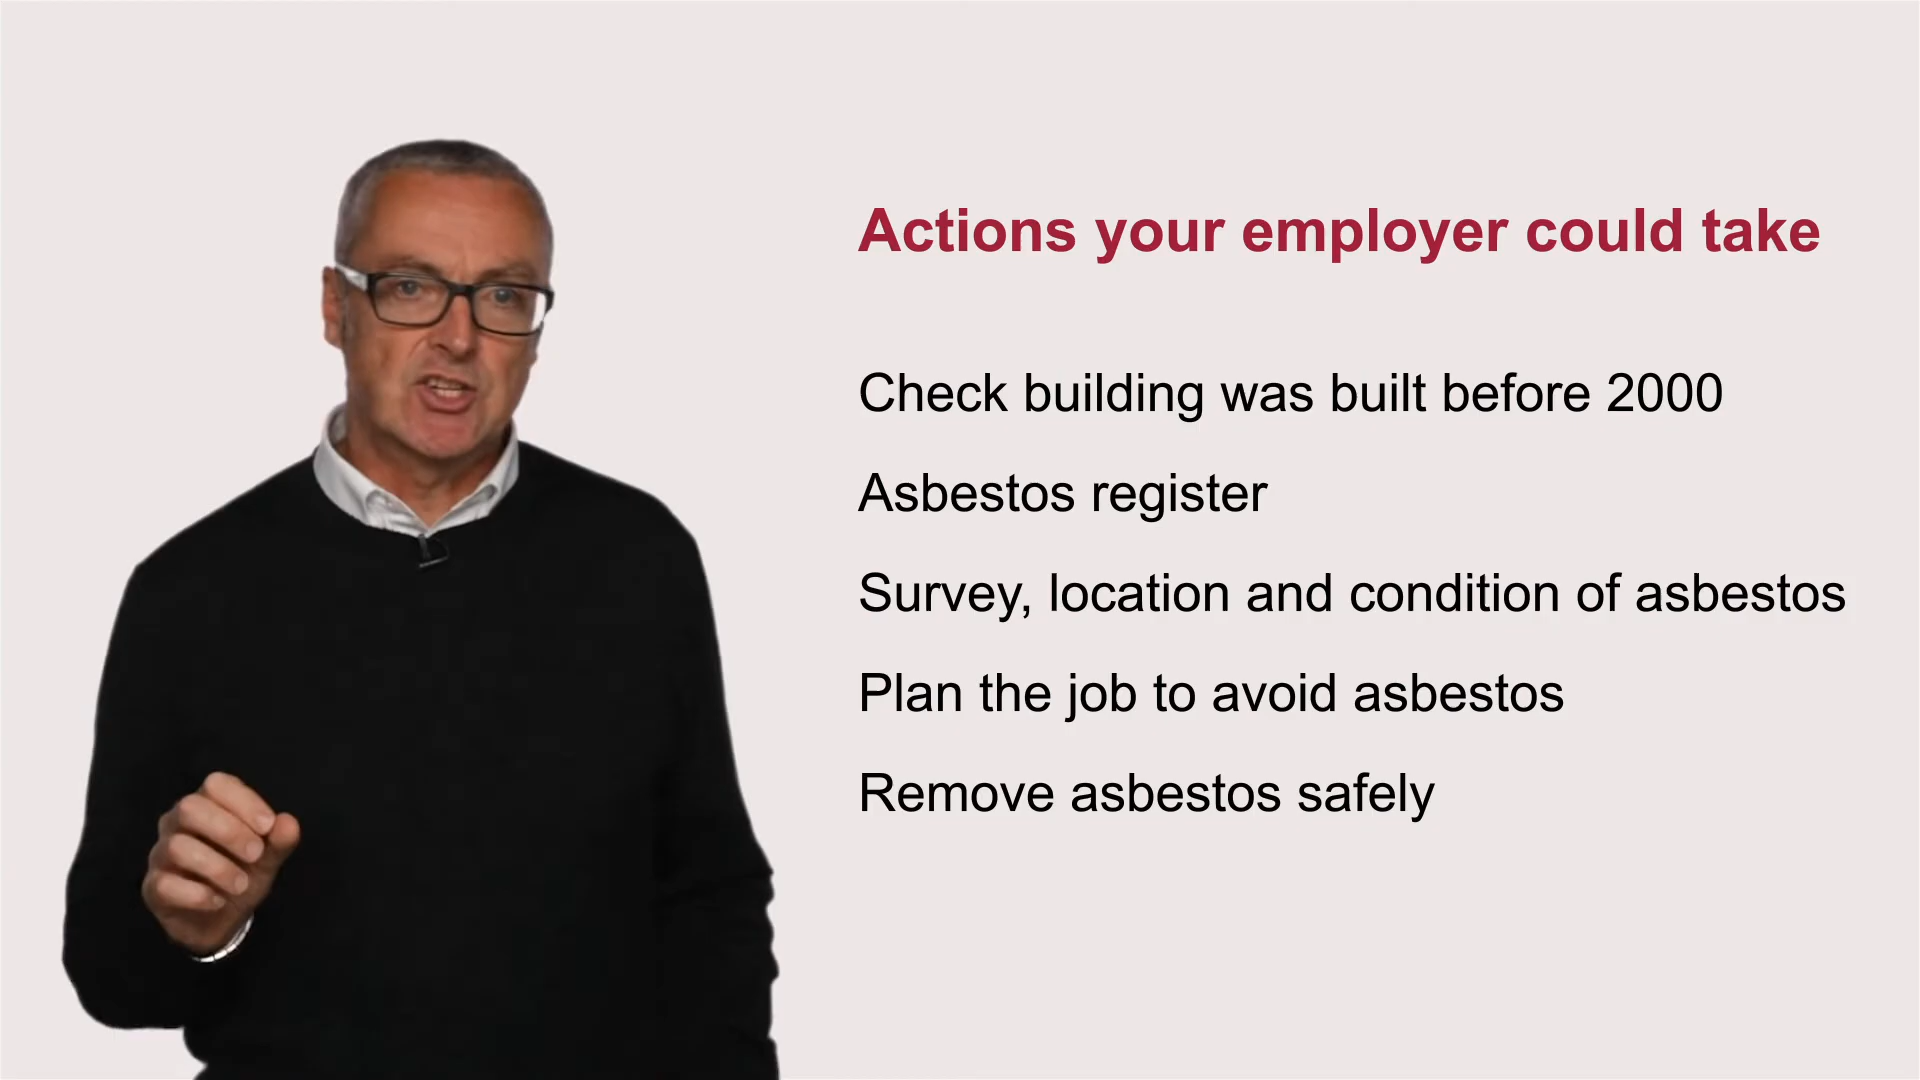 Actions your employer could take
Check building was built before 2000
Asbestos register
Survey, location and condition of asbestos
Plan the job to avoid asbestos
Remove asbestos safely